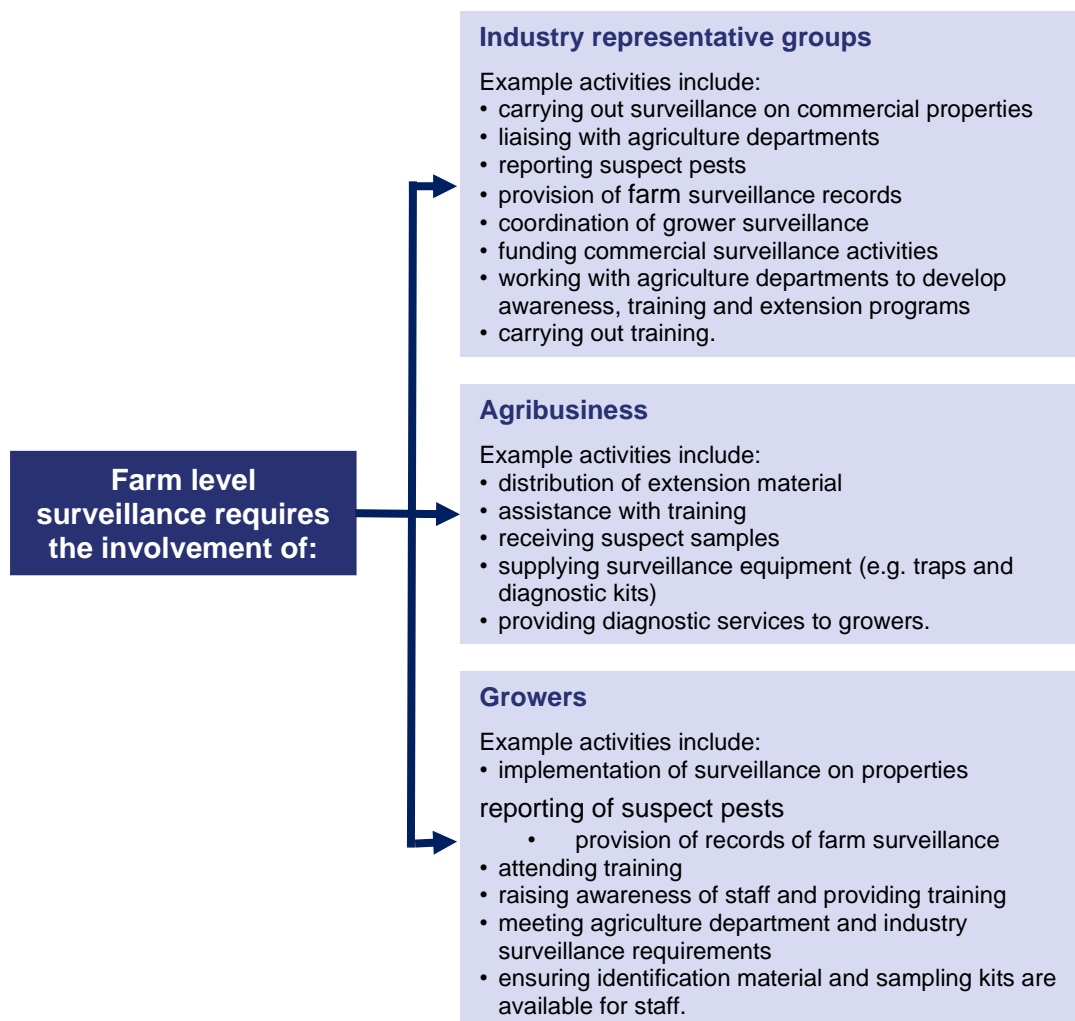 Industry representative groups
Example activities include:
• carrying out surveillance on commercial properties
• liaising with agriculture departments
• reporting suspect pests
• provision of farm surveillance records
• coordination of grower surveillance
• funding commercial surveillance activities
• working with agriculture departments to develop
awareness, training and extension programs
• carrying out training.
Farm level
surveillance requires
the involvement of:
Agribusiness
Example activities include:
• distribution of extension material
• assistance with training
• receiving suspect samples
• supplying surveillance equipment (e.g. traps and
diagnostic kits)
• providing diagnostic services to growers.
Growers
Example activities include:
• implementation of surveillance on properties
reporting of suspect pests
• provision of records of farm surveillance
• attending training
• raising awareness of staff and providing training
• meeting agriculture department and industry
surveillance requirements
• ensuring identification material and sampling kits are
available for staff.